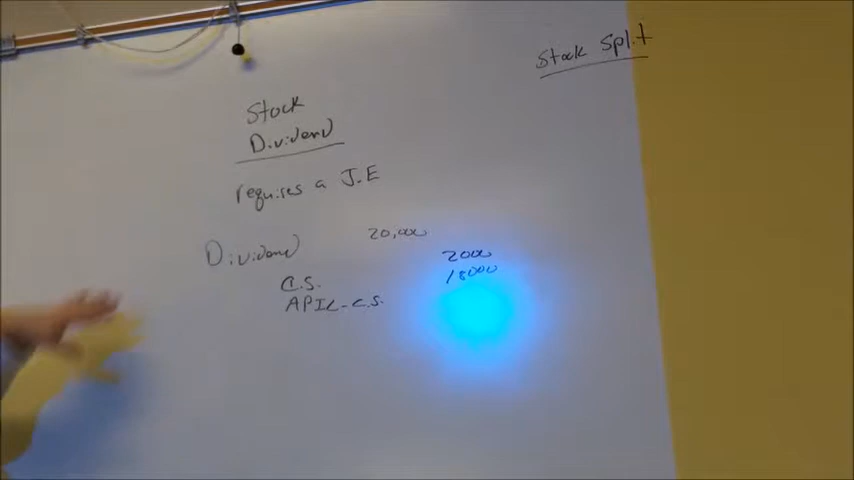 Stock
Dividend
requires a J.E
Dividend 20,000
C.S. 2000
APIC-C.S. 18000
Stock Split